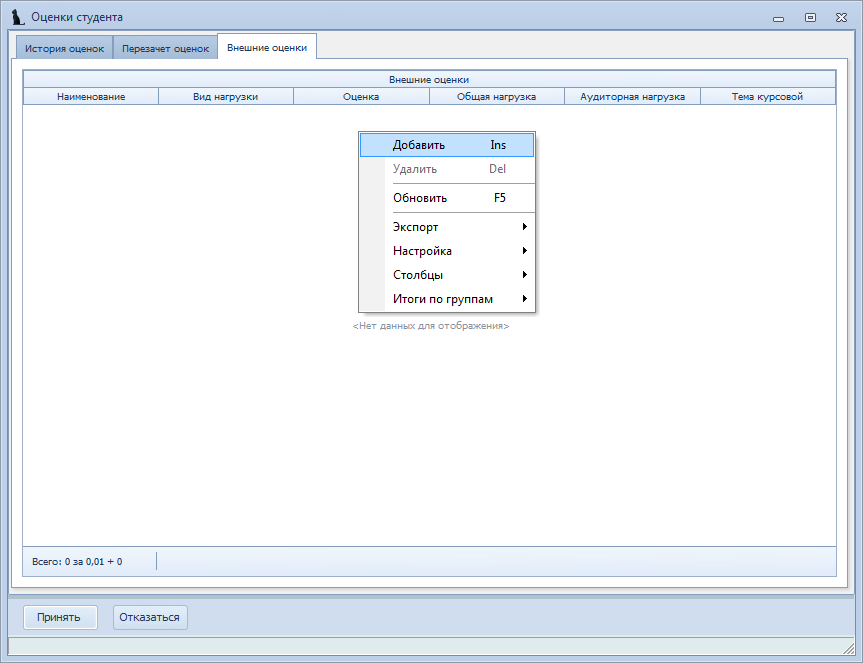 Оценки студента
История оценок Перезачет оценок Внешние оценки
Внешние оценки
Наименование Вид нагрузки Оценка Общая нагрузка Аудиторная нагрузка Тема курсовой
Добавить Ins
Удалить Del
Обновить F5
Экспорт
Настройка
Столбцы
Итоги по группам
<Нет данных для отображения>
Всего: 0 за 0,01 + 0
Принять Отказаться